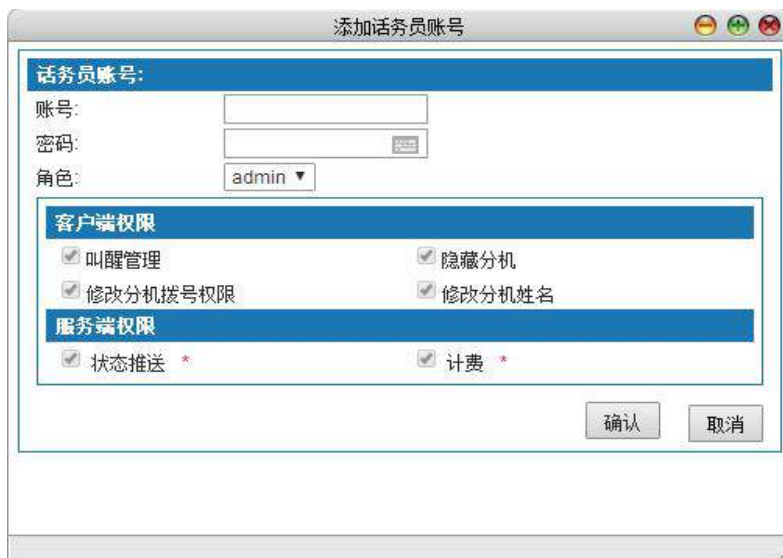 添加话务员账号
话务员账号:
账号:
密码:
角色: admin
客户端权限
叫醒管理 隐藏分机
修改分机拨号权限 修改分机姓名
服务端权限
状态推送 * 计费 *
确认 取消